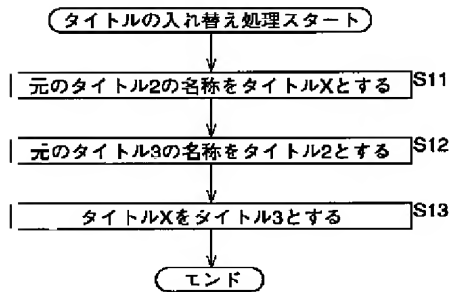 タイトルの入れ替え処理スタート
元のタイトル2の名称をタイトルXとする
S11
元のタイトル3の名称をタイトル2とする
S12
タイトルXをタイトル3とする
S13
エンド